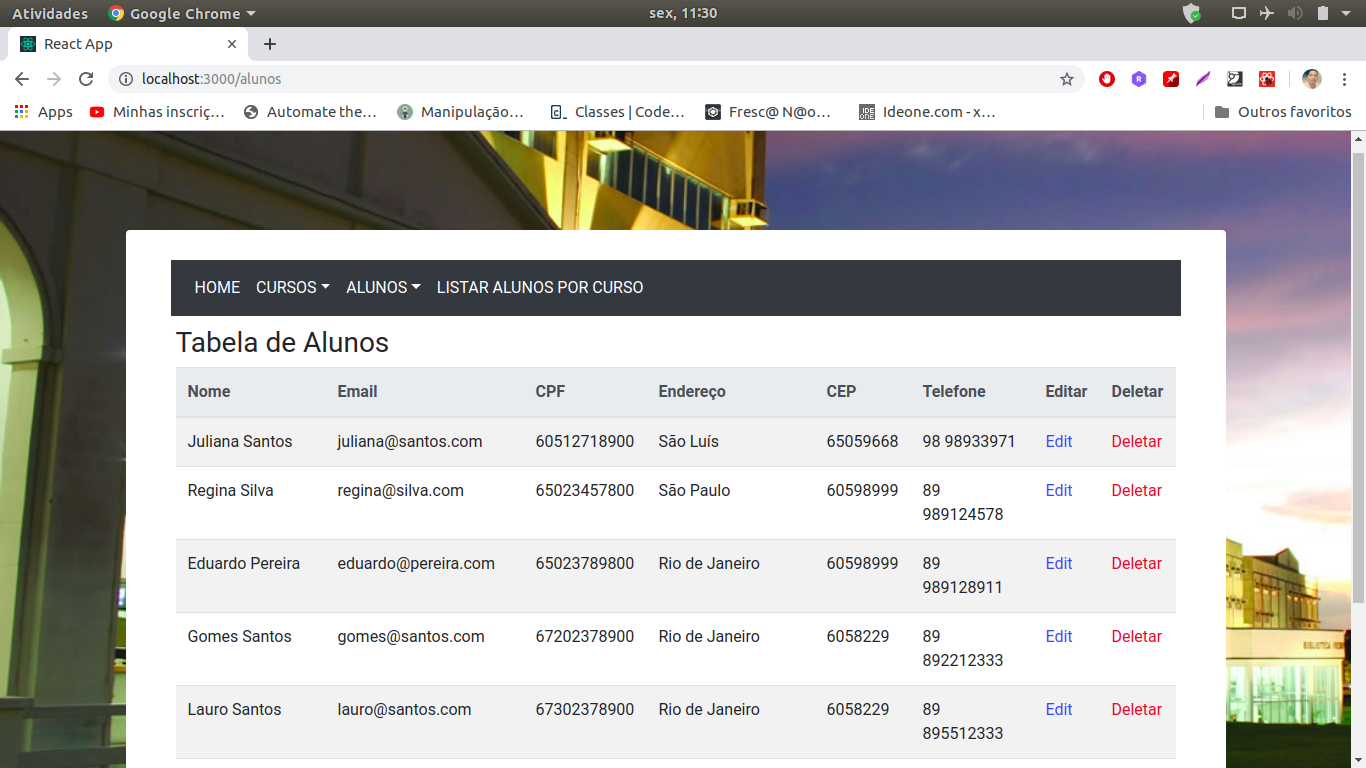 Atividades Google Chrome sex, 11:30
React App
localhost:3000/alunos
Apps Minhas inscriç... Automate the... Manipulação... Classes | Code... Fresc@ N@o... Ideone.com - x... Outros favoritos
HOME CURSOS ALUNOS LISTAR ALUNOS POR CURSO
Tabela de Alunos
Nome Email CPF Endereço CEP Telefone Editar Deletar
Juliana Santos juliana@santos.com 60512718900 São Luís 65059668 98 98933971 Edit Deletar
Regina Silva regina@silva.com 65023457800 São Paulo 60598999 89 Edit Deletar
989124578
Eduardo Pereira eduardo@pereira.com 65023789800 Rio de Janeiro 60598999 89 Edit Deletar
989128911
Gomes Santos gomes@santos.com 67202378900 Rio de Janeiro 6058229 89 Edit Deletar
892212333
Lauro Santos lauro@santos.com 67302378900 Rio de Janeiro 6058229 89 Edit Deletar
895512333
BIBLIOTECA